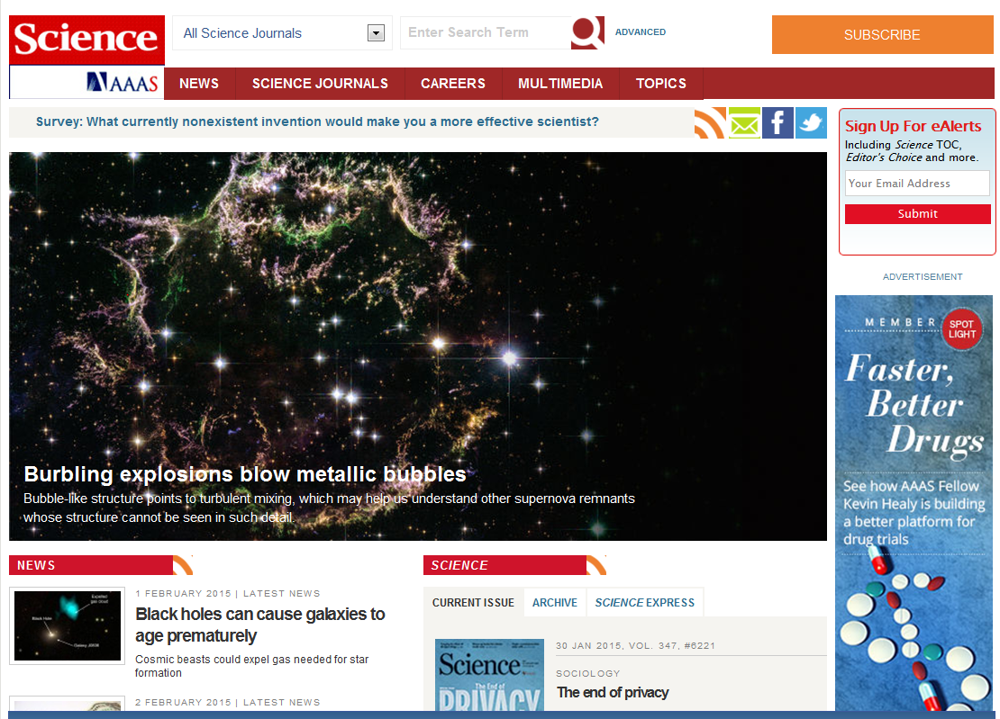 Science
AAAS
All Science Journals
Enter Search Term
ADVANCED
SUBSCRIBE
NEWS
SCIENCE JOURNALS
CAREERS
MULTIMEDIA
TOPICS
Survey: What currently nonexistent invention would make you a more effective scientist?
Sign Up For eAlerts
Including Science TOC,
Editor's Choice and more.
Your Email Address
Submit
ADVERTISEMENT
MEMBER
SPOT
LIGHT
Faster,
Better
Drugs
See how AAAS Fellow
Kevin Healy is building
a better platform for
drug trials
Burbling explosions blow metallic bubbles
Bubble-like structure points to turbulent mixing, which may help us understand other supernova remnants
whose structure cannot be seen in such detail.
NEWS
Expelled
gas cloud
Black Hole
1 FEBRUARY 2015 | LATEST NEWS
Black holes can cause galaxies to
age prematurely
Cosmic beasts could expel gas needed for star
formation
2 FEBRUARY 2015 | LATEST NEWS
SCIENCE
CURRENT ISSUE
ARCHIVE
SCIENCE EXPRESS
Science
The End of
PRIVACY
30 JAN 2015, VOL. 347, #6221
SOCIOLOGY
The end of privacy